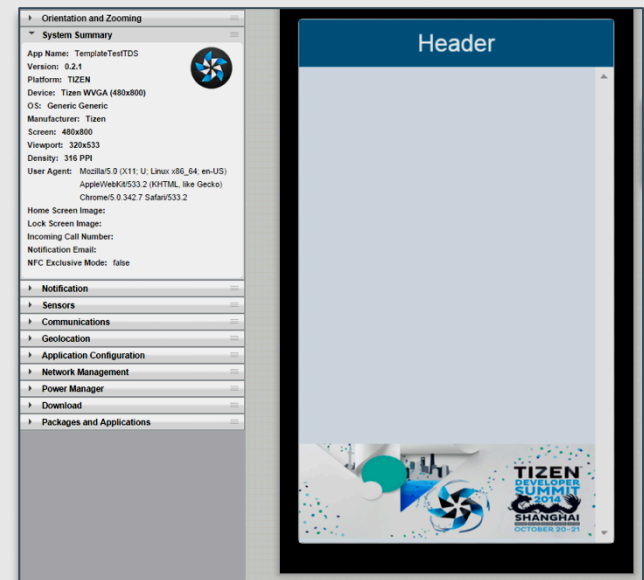 Orientation and Zooming
System Summary
App Name: TemplateTestTDS
Version: 0.2.1
Platform: TIZEN
Device: Tizen WVGA (480x800)
OS: Generic Generic
Manufacturer: Tizen
Screen: 480x800
Viewport: 320x533
Density: 316 PPI
User Agent: Mozilla/5.0 (X11; U; Linux x86_64; en-US)
AppleWebKit/533.2 (KHTML, like Gecko)
Chrome/5.0.342.7 Safari/533.2
Home Screen Image:
Lock Screen Image:
Incoming Call Number:
Notification Email:
NFC Exclusive Mode: false
Notification
Sensors
Communications
Geolocation
Application Configuration
Network Management
Power Manager
Download
Packages and Applications
Header
TIZEN
DEVELOPER
SUMMIT
2014
SHANGHAI
OCTOBER 20-21